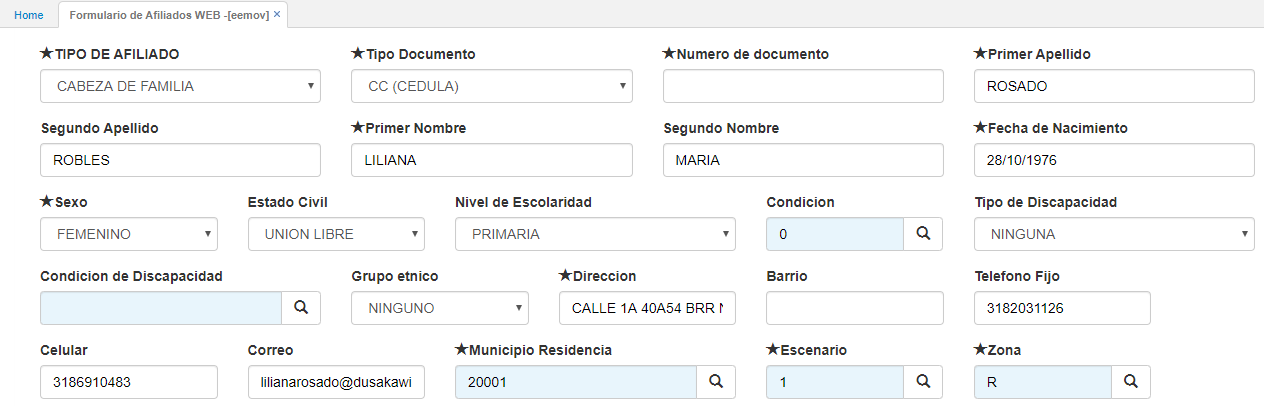 Home Formulario de Afiliados WEB -[eemov] ×
★TIPO DE AFILIADO ★Tipo Documento ★Numero de documento ★Primer Apellido
CABEZA DE FAMILIA CC (CEDULA) ROSADO
Segundo Apellido ★Primer Nombre Segundo Nombre ★Fecha de Nacimiento
ROBLES LILIANA MARIA 28/10/1976
★Sexo Estado Civil Nivel de Escolaridad Condicion Tipo de Discapacidad
FEMENINO UNION LIBRE PRIMARIA 0 NINGUNA
Condicion de Discapacidad Grupo etnico ★Direccion Barrio Telefono Fijo
NINGUNO CALLE 1A 40A54 BRR 3182031126
Celular Correo ★Municipio Residencia ★Escenario ★Zona
3186910483 lilianarosado@dusakawi 20001 1 R